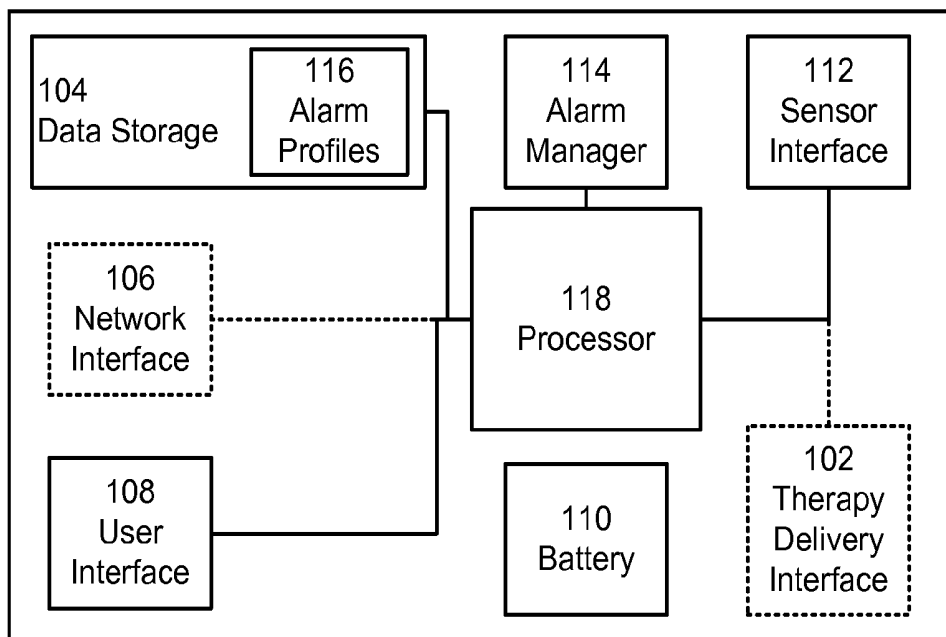 104
Data Storage
116
Alarm
Profiles
114
Alarm
Manager
112
Sensor
Interface
106
Network
Interface
118
Processor
108
User
Interface
110
Battery
102
Therapy
Delivery
Interface